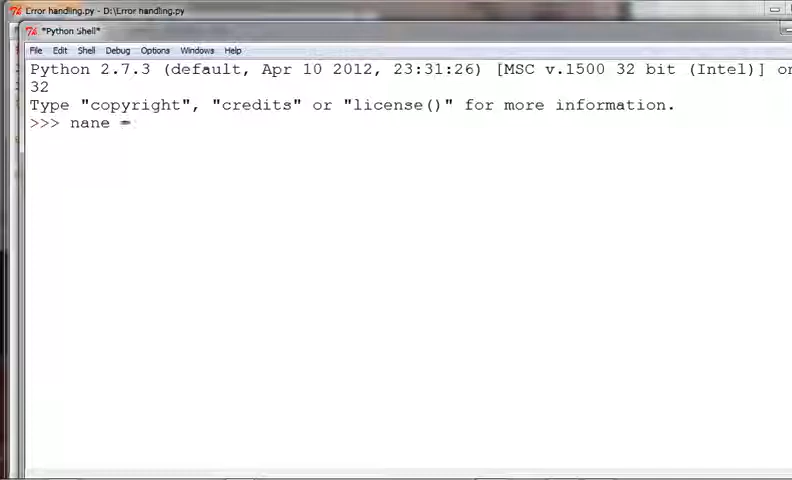 Error handling.py - D:\Error handling.py
*Python Shell*
File Edit Shell Debug Options Windows Help
Python 2.7.3 (default, Apr 10 2012, 23:31:26) [MSC v.1500 32 bit (Intel)] on
32
Type "copyright", "credits" or "license()" for more information.
>>> nane =